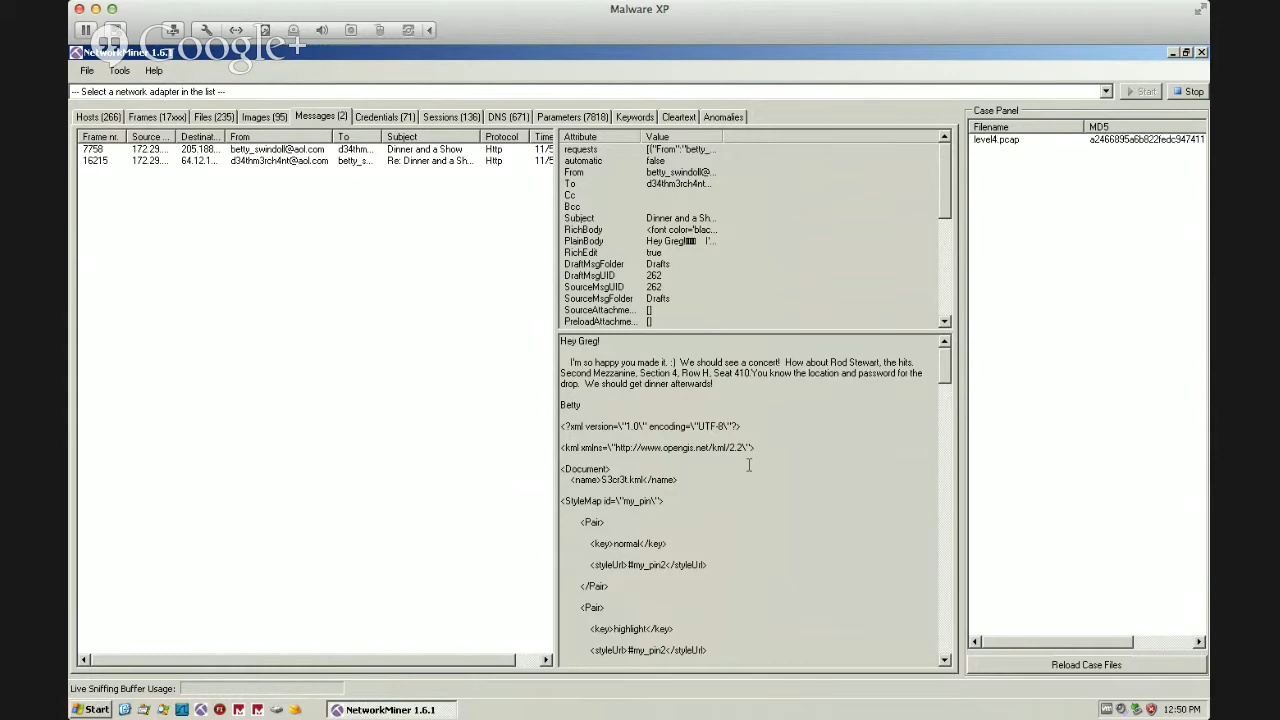 Malware XP
Google+
NetworkMiner 1.6.1
File Tools Help
--- Select a network adapter in the list ---
Start Stop
Hosts (266) Frames (17xxx) Files (235) Images (95) Messages (2) Credentials (71) Sessions (136) DNS (671) Parameters (7818) Keywords Cleartext Anomalies
Frame nr. Source ... Destinat... From To Subject Protocol Time
7758 172.29... 205.188... betty_swindoll@aol.com d34thm... Dinner and a Show Http 11/5
16215 172.29... 64.12.1... d34thm3rch4nt@aol.com betty_s... Re: Dinner and a Sh... Http 11/5
Attribute Value
requests [{"From":"betty_...
automatic false
From betty_swindoll@...
To d34thm3rch4nt...
Cc
Bcc
Subject Dinner and a Sh...
RichBody <font color='blac...
PlainBody Hey Greg! I'...
RichEdit true
DraftMsgFolder Drafts
DraftMsgUID 262
SourceMsgUID 262
SourceMsgFolder Drafts
SourceAttachme... []
PreloadAttachme... []
Hey Greg!
I'm so happy you made it. :) We should see a concert! How about Rod Stewart, the hits.
Second Mezzanine, Section 4, Row H, Seat 410.You know the location and password for the
drop. We should get dinner afterwards!
Betty
<?xml version=\"1.0\" encoding=\"UTF-8\"?>
<kml xmlns=\"http://www.opengis.net/kml/2.2\">
<Document>
<name>S3cr3t.kml</name>
<StyleMap id=\"my_pin\">
<Pair>
<key>normal</key>
<styleUrl>#my_pin2</styleUrl>
</Pair>
<Pair>
<key>highlight</key>
<styleUrl>#my_pin2</styleUrl>
Case Panel
Filename MD5
level4.pcap a2466895a6b822fedc947411
Reload Case Files
Live Sniffing Buffer Usage:
Start NetworkMiner 1.6.1 12:50 PM